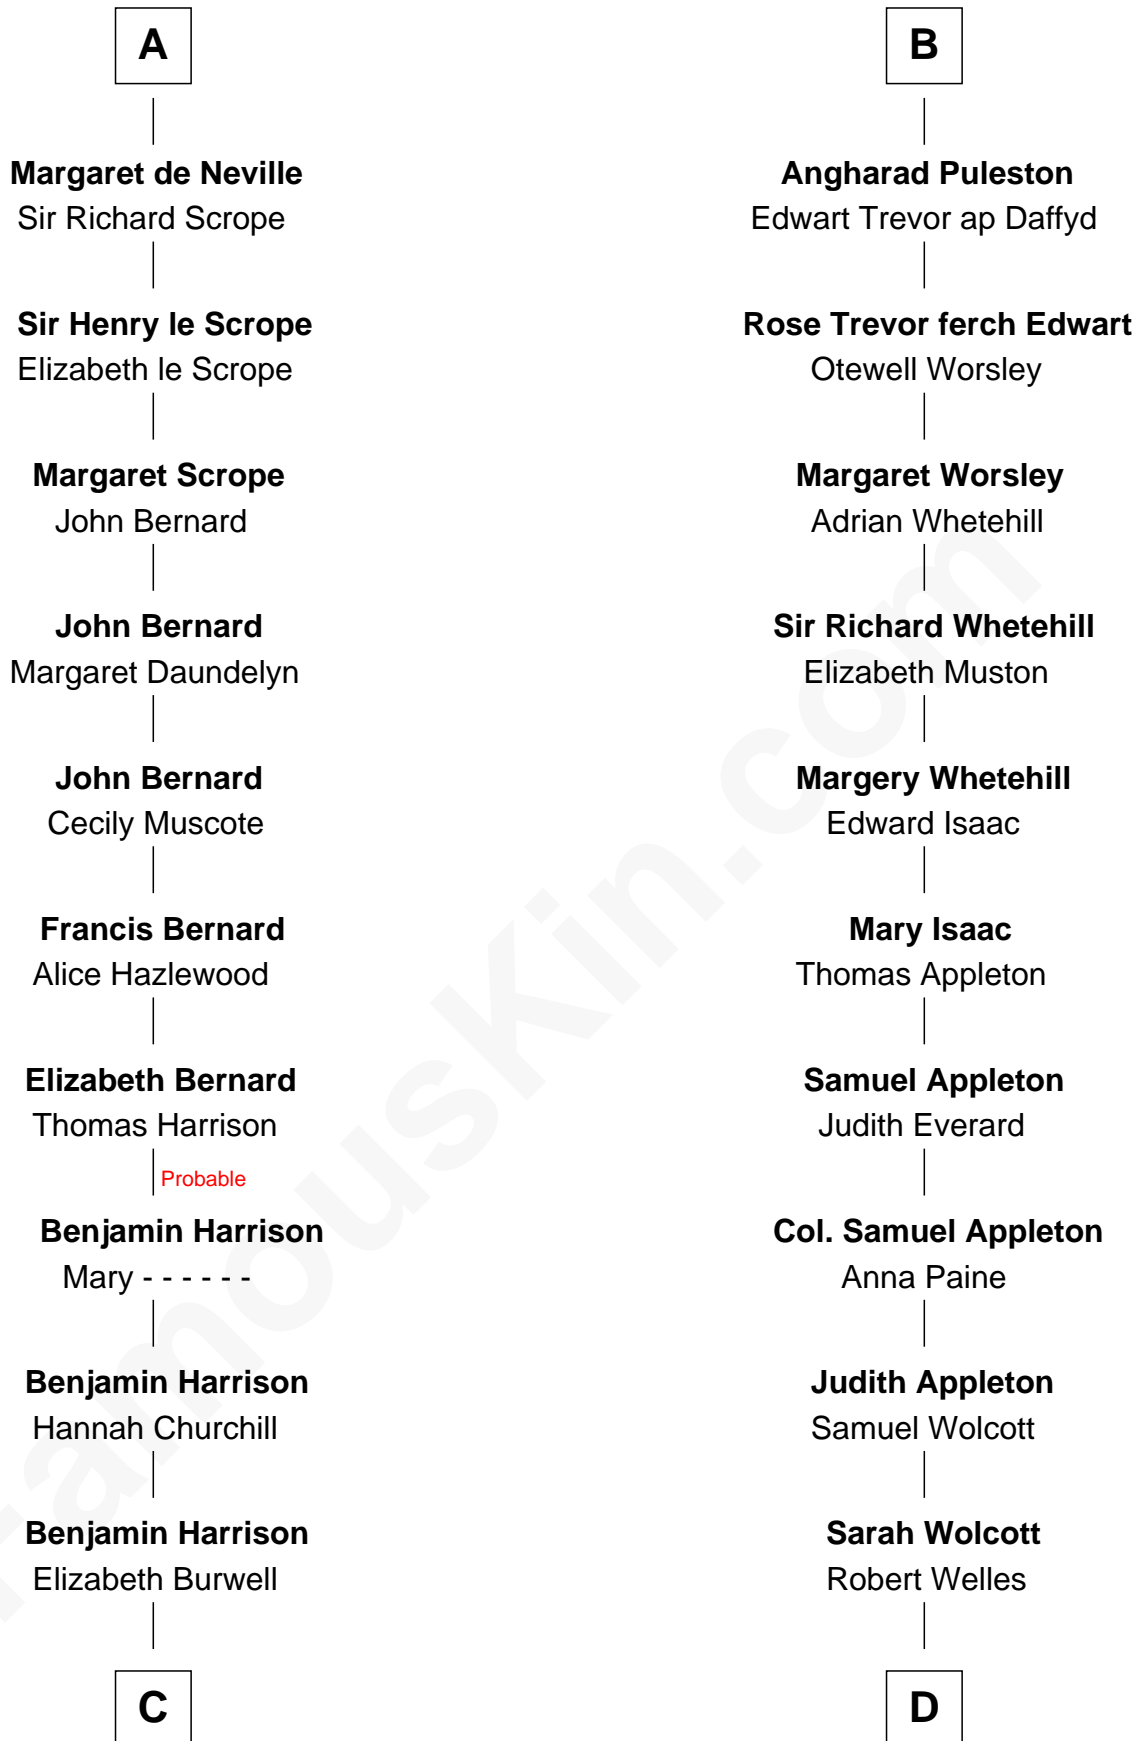 A
Margaret de Neville
Sir Richard Scrope
Sir Henry le Scrope
Elizabeth le Scrope
Margaret Scrope
John Bernard
John Bernard
Margaret Daundelyn
John Bernard
Cecily Muscote
Francis Bernard
Alice Hazlewood
Elizabeth Bernard
Thomas Harrison
Probable
Benjamin Harrison
Mary - - - - - -
Benjamin Harrison
Hannah Churchill
Benjamin Harrison
Elizabeth Burwell
C
B
Angharad Puleston
Edwart Trevor ap Daffyd
Rose Trevor ferch Edwart
Otewell Worsley
Margaret Worsley
Adrian Whetehill
Sir Richard Whetehill
Elizabeth Muston
Margery Whetehill
Edward Isaac
Mary Isaac
Thomas Appleton
Samuel Appleton
Judith Everard
Col. Samuel Appleton
Anna Paine
Judith Appleton
Samuel Wolcott
Sarah Wolcott
Robert Welles
D
FamousKin.com